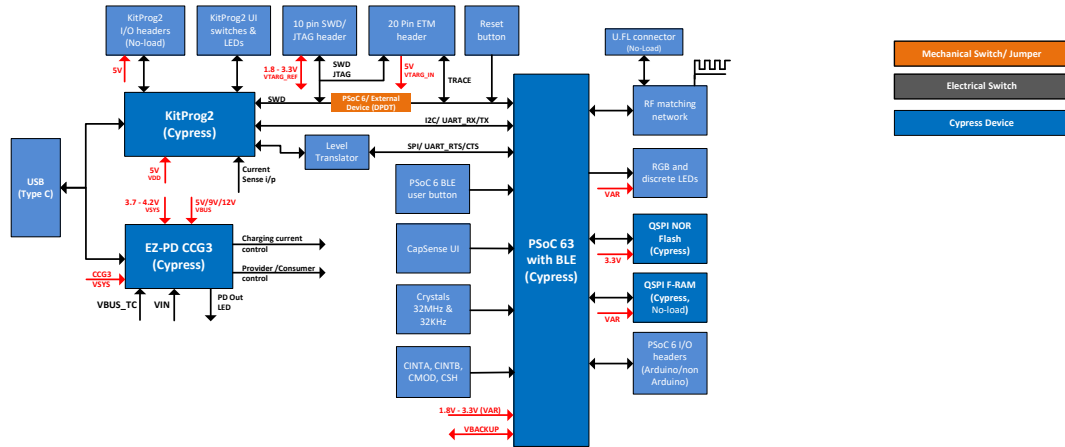 KitProg2
I/O headers
(No-load)
KitProg2 UI
switches &
LEDs
10 pin SWD/
JTAG header
20 Pin ETM
header
Reset
button
U.FL connector
(No-Load)
Mechanical Switch/ Jumper
Electrical Switch
Cypress Device
5V
1.8 - 3.3V
VTARG_REF
SWD
JTAG
5V
VTARG_IN
TRACE
SWD
PSoC 6/ External
Device (DPDT)
KitProg2
(Cypress)
I2C/ UART_RX/TX
RF matching
network
Level
Translator
SPI/ UART_RTS/CTS
USB
(Type C)
5V
VDD
Current
Sense i/p
PSoC 6 BLE
user button
RGB and
discrete LEDs
VAR
3.7 - 4.2V
VSYS
5V/9V/12V
VBUS
EZ-PD CCG3
(Cypress)
Charging current
control
Provider /Consumer
control
CCG3
VSYS
VBUS_TC
VIN
PD Out
LED
CapSense UI
PSoC 63
with BLE
(Cypress)
QSPI NOR
Flash
(Cypress)
3.3V
Crystals
32MHz &
32KHz
QSPI F-RAM
(Cypress,
No-load)
VAR
CINTA, CINTB,
CMOD, CSH
PSoC 6 I/O
headers
(Arduino/non
Arduino)
1.8V - 3.3V (VAR)
VBACKUP